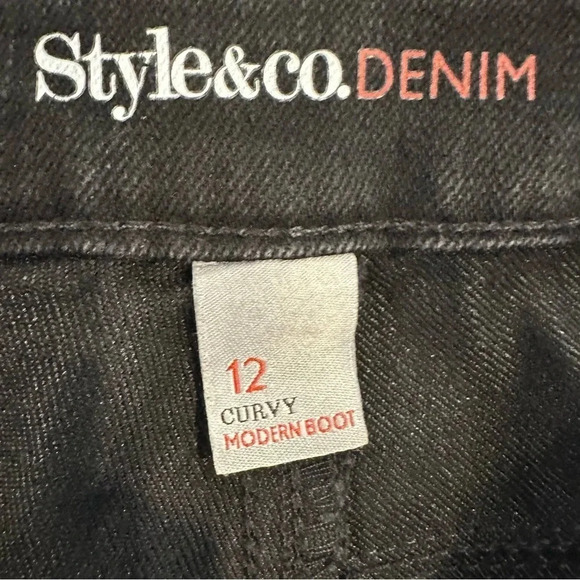 Style&co.DENIM
12
CURVY
MODERN BOOT